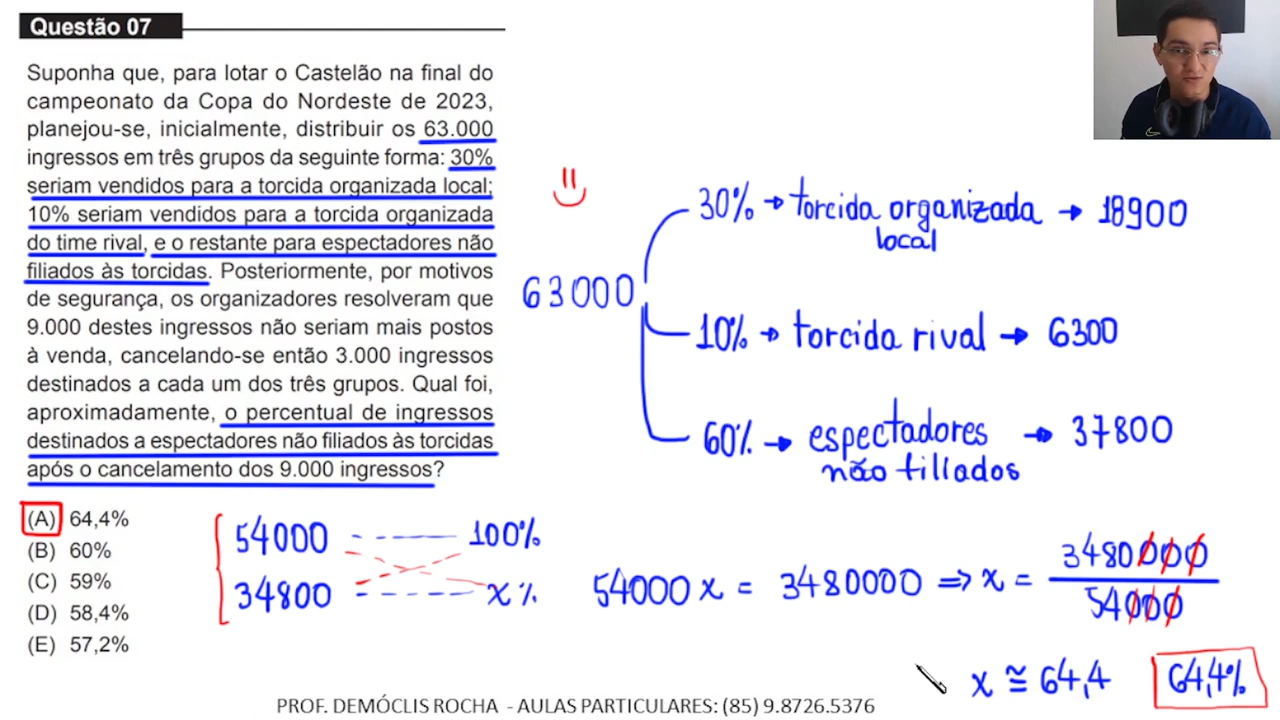 Questão 07
Suponha que, para lotar o Castelão na final do
campeonato da Copa do Nordeste de 2023,
planejou-se, inicialmente, distribuir os 63.000
ingressos em três grupos da seguinte forma: 30%
seriam vendidos para a torcida organizada local;
10% seriam vendidos para a torcida organizada
do time rival, e o restante para espectadores não
filiados às torcidas. Posteriormente, por motivos
de segurança, os organizadores resolveram que
9.000 destes ingressos não seriam mais postos
à venda, cancelando-se então 3.000 ingressos
destinados a cada um dos três grupos. Qual foi,
aproximadamente, o percentual de ingressos
destinados a espectadores não filiados às torcidas
após o cancelamento dos 9.000 ingressos?
(A) 64,4%
(B) 60%
(C) 59%
(D) 58,4%
(E) 57,2%
63000
30% → torcida organizada → 18900
local
10% → torcida rival → 6300
60% → espectadores → 37800
não filiados
54000 100%
34800 x%
54000 x = 3480000 ⇒ x =
3480000
54000
x ≅ 64,4 64,4%
PROF. DEMÓCLIS ROCHA - AULAS PARTICULARES: (85) 9.8726.5376